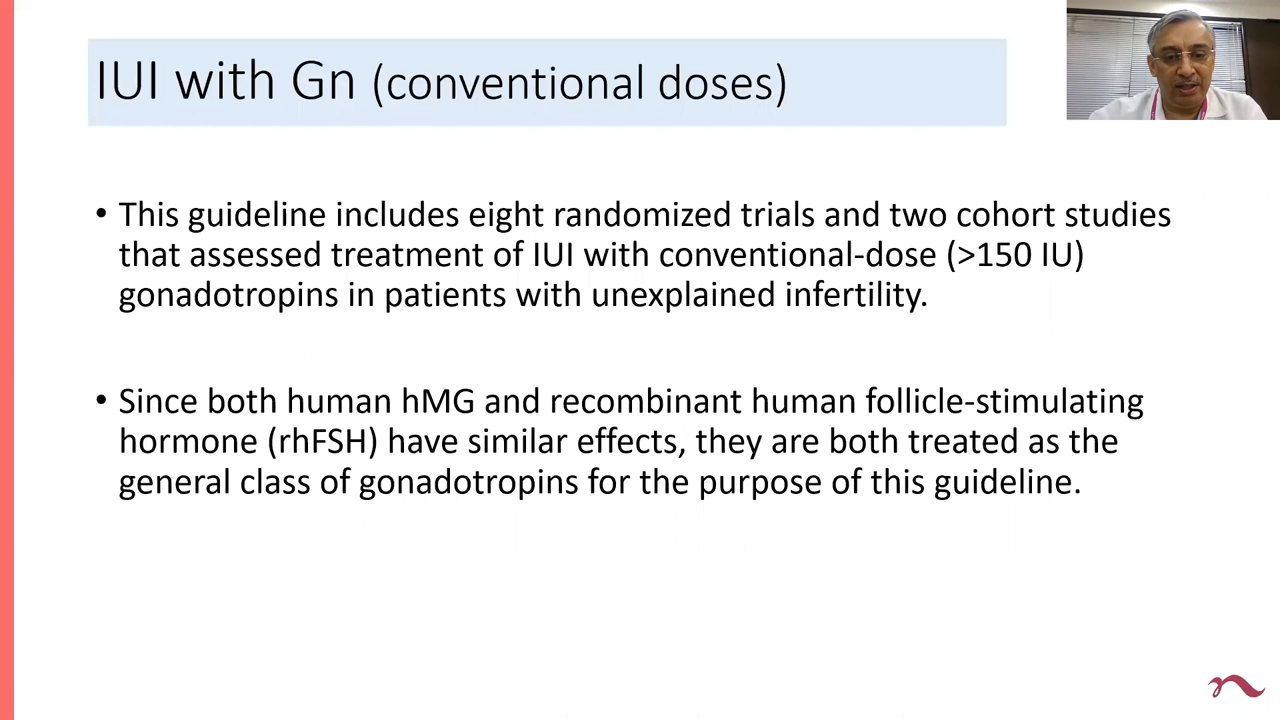 IUI with Gn (conventional doses)
• This guideline includes eight randomized trials and two cohort studies
that assessed treatment of IUI with conventional-dose (>150 IU)
gonadotropins in patients with unexplained infertility.
• Since both human hMG and recombinant human follicle-stimulating
hormone (rhFSH) have similar effects, they are both treated as the
general class of gonadotropins for the purpose of this guideline.